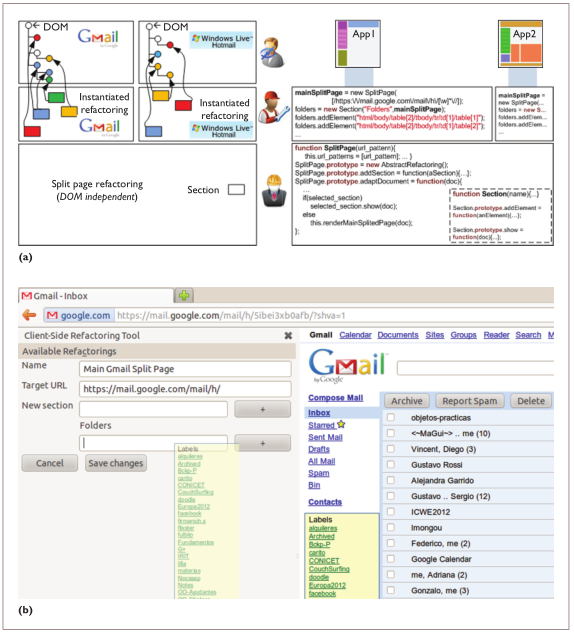 DOM
Gmail
by Google
DOM
Windows Live™
Hotmail
App1
App2
Instantiated
refactoring
Gmail
by Google
Instantiated
refactoring
Windows Live™
Hotmail
mainSplitPage = new SplitPage(
[/https:\/\/mail.google.com/mail/h\/[\w]*\//]);
folders = new Section("Folders",mainSplitPage);
folders.addElement("html/body/table[2]/tbody/tr/td[1]/table[1]");
folders.addElement("html/body/table[2]/tbody/tr/td[1]/table[2]");
...
mainSplitPage =
new SplitPage(...
folders = new S...
folders.addElem...
folders.addElem...
...
Split page refactoring
(DOM independent)
Section
function SplitPage(url_pattern){
this.url_patterns = [url_pattern]; ... }
SplitPage.prototype = new AbstractRefactoring();
SplitPage.prototype.addSection = function(aSection){...};
SplitPage.prototype.adaptDocument = function(doc){
...
if(selected_section)
selected_section.show(doc);
else
this.renderMainSplitedPage(doc);
};
function Section(name){...}
Section.prototype.addElement =
function(anElement){...};
Section.prototype.show =
function(doc){...};
(a)
Gmail - Inbox
google.com https://mail.google.com/mail/h/5ibei3xb0afb/?shva=1
Client-Side Refactoring Tool
Available Refactorings
Name Main Gmail Split Page
Target URL https://mail.google.com/mail/h/
New section +
Folders
+
Cancel Save changes
Labels
alquileres
Archived
Bckp-P
carito
CONICET
CouchSurfing
doodle
Europa2012
facebook
Fundamentos
G+
lifia
materias
Notes
Gmail Calendar Documents Sites Groups Reader Search M
Gmail™
by Google
Compose Mail
Inbox
Starred
Sent Mail
Drafts
All Mail
Spam
Bin
Contacts
Labels
alquileres
Archived
Bckp-P
carito
CONICET
CouchSurfing
doodle
Europa2012
facebook
Archive Report Spam Delete
objetos-practicas
<~MaGui~> .. me (10)
Vincent, Diego (3)
Gustavo Rossi
Alejandra Garrido
Gustavo .. Sergio (12)
ICWE2012
Imongou
Federico, me (2)
Google Calendar
me, Adriana (2)
Gonzalo, me (3)
(b)